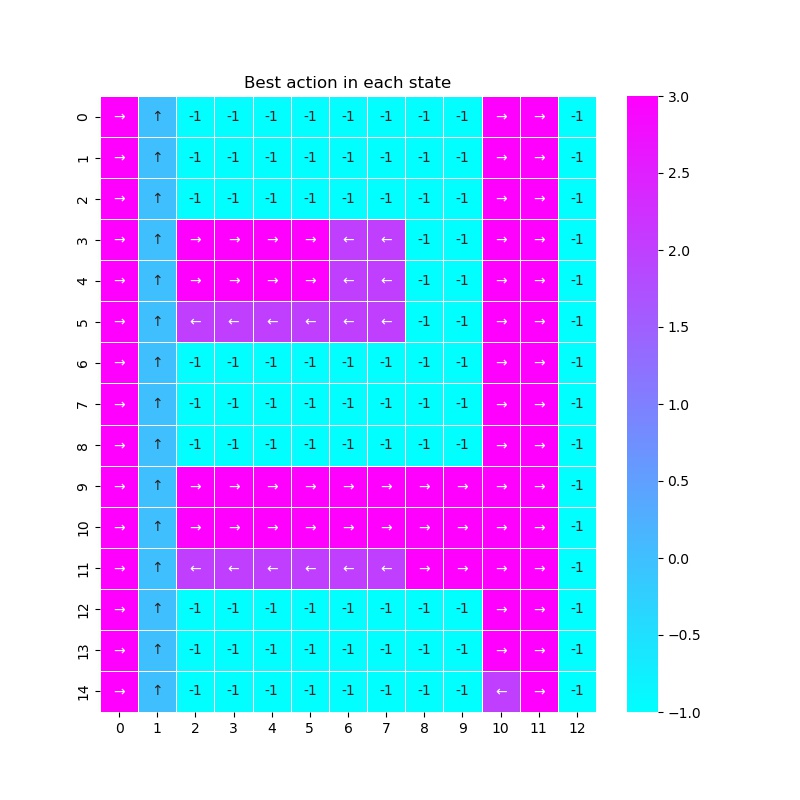 Best action in each state
0 → ↑ -1 -1 -1 -1 -1 -1 -1 -1 → → -1
1 → ↑ -1 -1 -1 -1 -1 -1 -1 -1 → → -1
2 → ↑ -1 -1 -1 -1 -1 -1 -1 -1 → → -1
3 → ↑ → → → → ← ← -1 -1 → → -1
4 → ↑ → → → → ← ← -1 -1 → → -1
5 → ↑ ← ← ← ← ← ← -1 -1 → → -1
6 → ↑ -1 -1 -1 -1 -1 -1 -1 -1 → → -1
7 → ↑ -1 -1 -1 -1 -1 -1 -1 -1 → → -1
8 → ↑ -1 -1 -1 -1 -1 -1 -1 -1 → → -1
9 → ↑ → → → → → → → → → → -1
10 → ↑ → → → → → → → → → → -1
11 → ↑ ← ← ← ← ← ← → → → → -1
12 → ↑ -1 -1 -1 -1 -1 -1 -1 -1 → → -1
13 → ↑ -1 -1 -1 -1 -1 -1 -1 -1 → → -1
14 → ↑ -1 -1 -1 -1 -1 -1 -1 -1 ← → -1
0 1 2 3 4 5 6 7 8 9 10 11 12
3.0
2.5
2.0
1.5
1.0
0.5
0.0
−0.5
−1.0